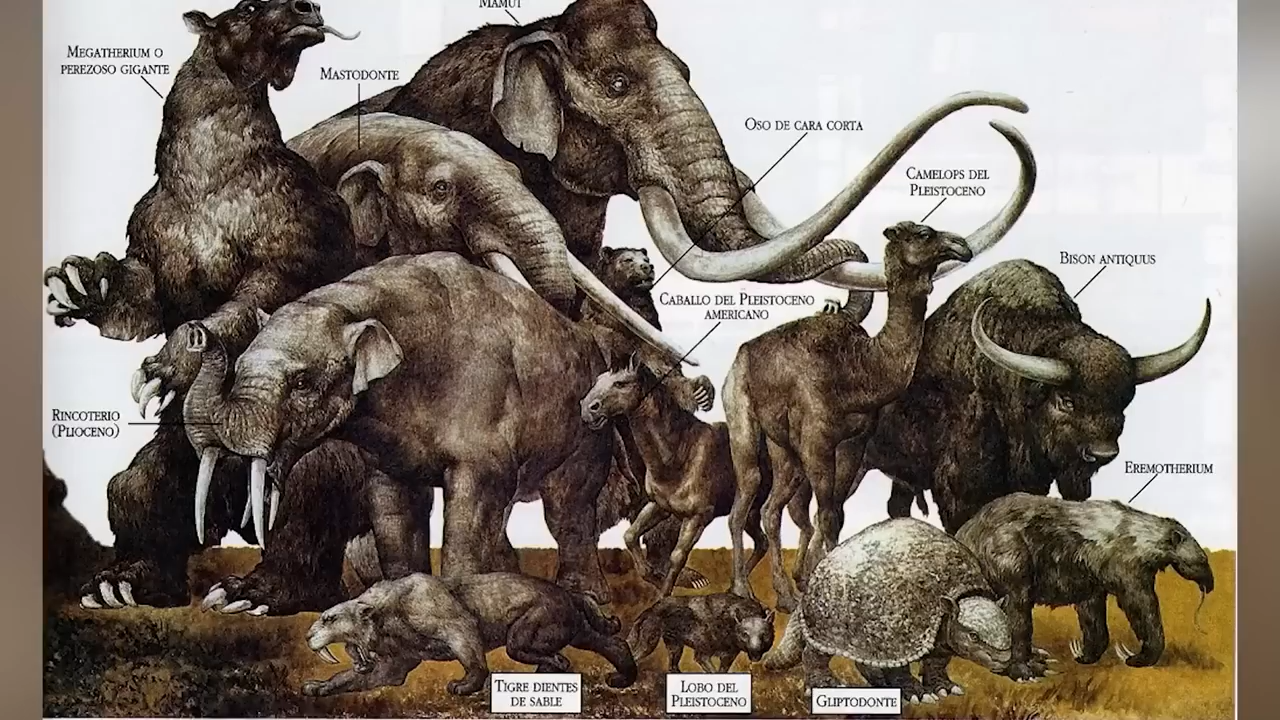 MAMUT
MEGATHERIUM O
PEREZOSO GIGANTE
MASTODONTE
OSO DE CARA CORTA
CAMELOPS DEL
PLEISTOCENO
BISON ANTIQUUS
CABALLO DEL PLEISTOCENO
AMERICANO
RINCOTERIO
(PLIOCENO)
EREMOTHERIUM
TIGRE DIENTES
DE SABLE
LOBO DEL
PLEISTOCENO
GLIPTODONTE